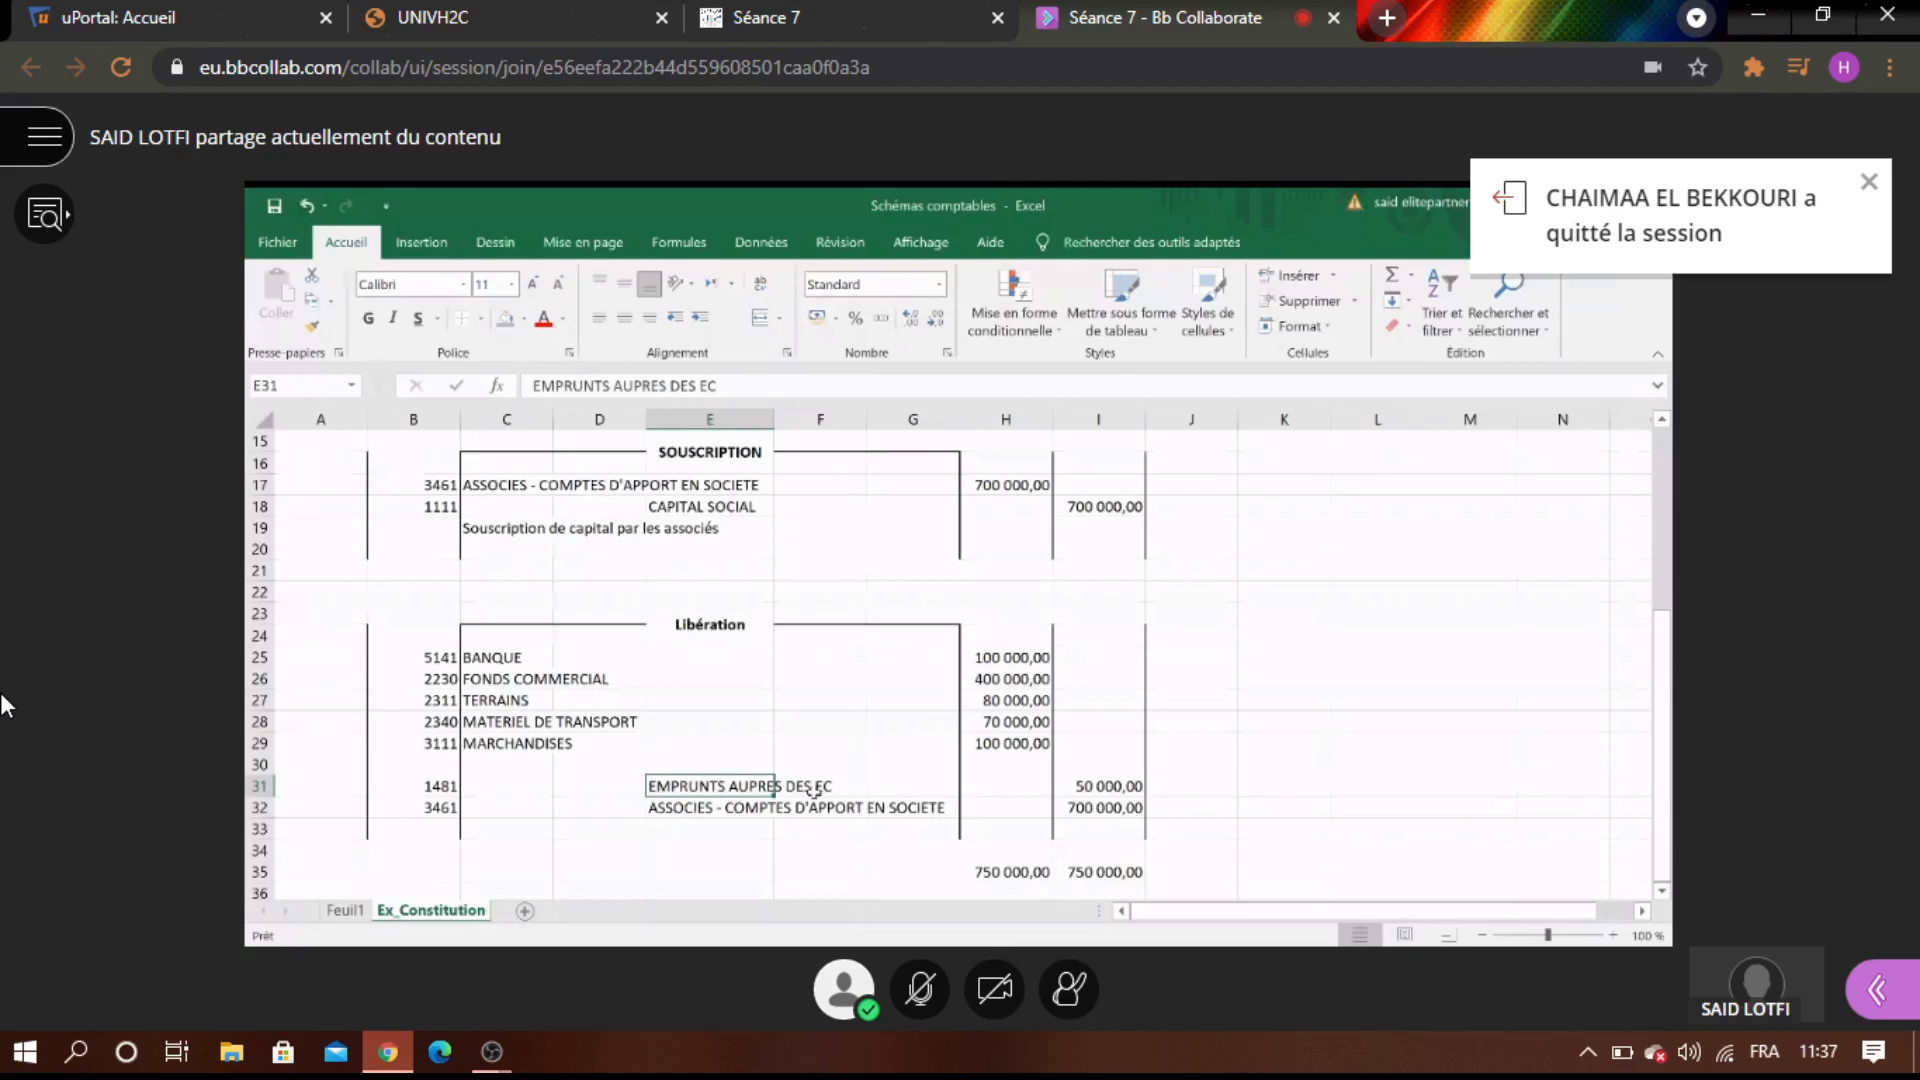 uPortal: Accueil
UNIVH2C
Séance 7
Séance 7 - Bb Collaborate
eu.bbcollab.com/collab/ui/session/join/e56eefa222b44d559608501caa0f0a3a
H
SAID LOTFI partage actuellement du contenu
CHAIMAA EL BEKKOURI a
quitté la session
Schémas comptables - Excel
said elitepartner
Fichier Accueil Insertion Dessin Mise en page Formules Données Révision Affichage Aide Rechercher des outils adaptés
Coller
Calibri 11
G I S
Standard
Mise en forme
conditionnelle
Mettre sous forme
de tableau
Styles de
cellules
Insérer
Supprimer
Format
Trier et
filtrer
Rechercher et
sélectionner
Presse-papiers Police Alignement Nombre Styles Cellules Édition
E31 fx EMPRUNTS AUPRES DES EC
A B C D E F G H I J K L M N
15
16 SOUSCRIPTION
17 3461 ASSOCIES - COMPTES D'APPORT EN SOCIETE 700 000,00
18 1111 CAPITAL SOCIAL 700 000,00
19 Souscription de capital par les associés
20
21
22
23
24 Libération
25 5141 BANQUE 100 000,00
26 2230 FONDS COMMERCIAL 400 000,00
27 2311 TERRAINS 80 000,00
28 2340 MATERIEL DE TRANSPORT 70 000,00
29 3111 MARCHANDISES 100 000,00
30
31 1481 EMPRUNTS AUPRES DES EC 50 000,00
32 3461 ASSOCIES - COMPTES D'APPORT EN SOCIETE 700 000,00
33
34
35 750 000,00 750 000,00
36
Feuil1 Ex_Constitution
Prêt
100 %
SAID LOTFI
FRA 11:37